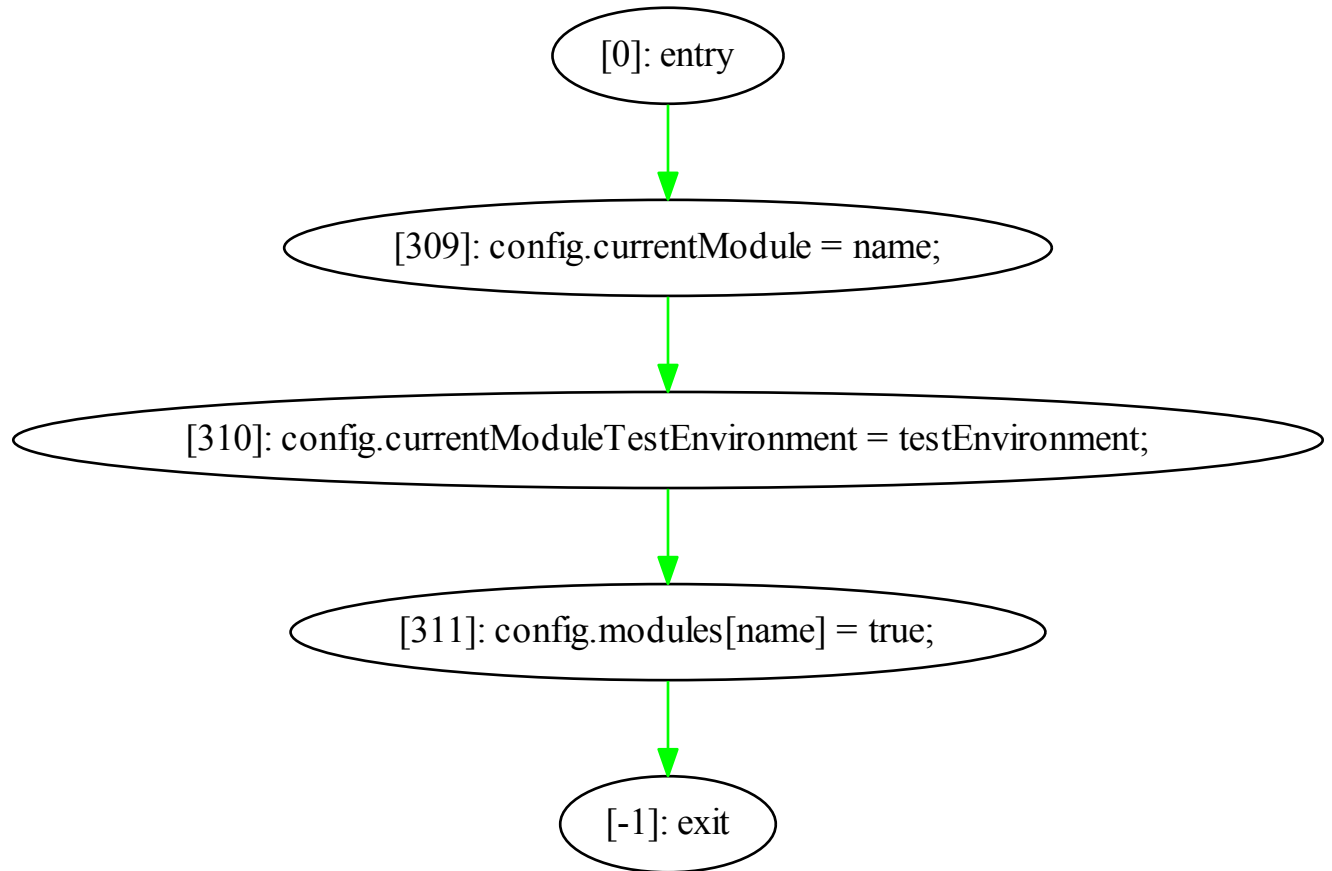 [0]: entry
[309]: config.currentModule = name;
[310]: config.currentModuleTestEnvironment = testEnvironment;
[311]: config.modules[name] = true;
[-1]: exit